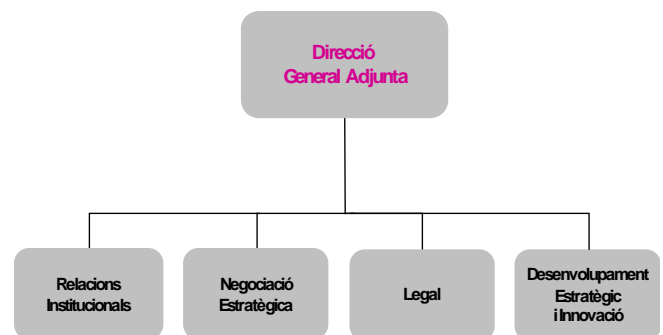 Direcció
General Adjunta
Relacions
Institucionals
Negociació
Estratègica
Legal
Desenvolupament
Estratègic
i Innovació